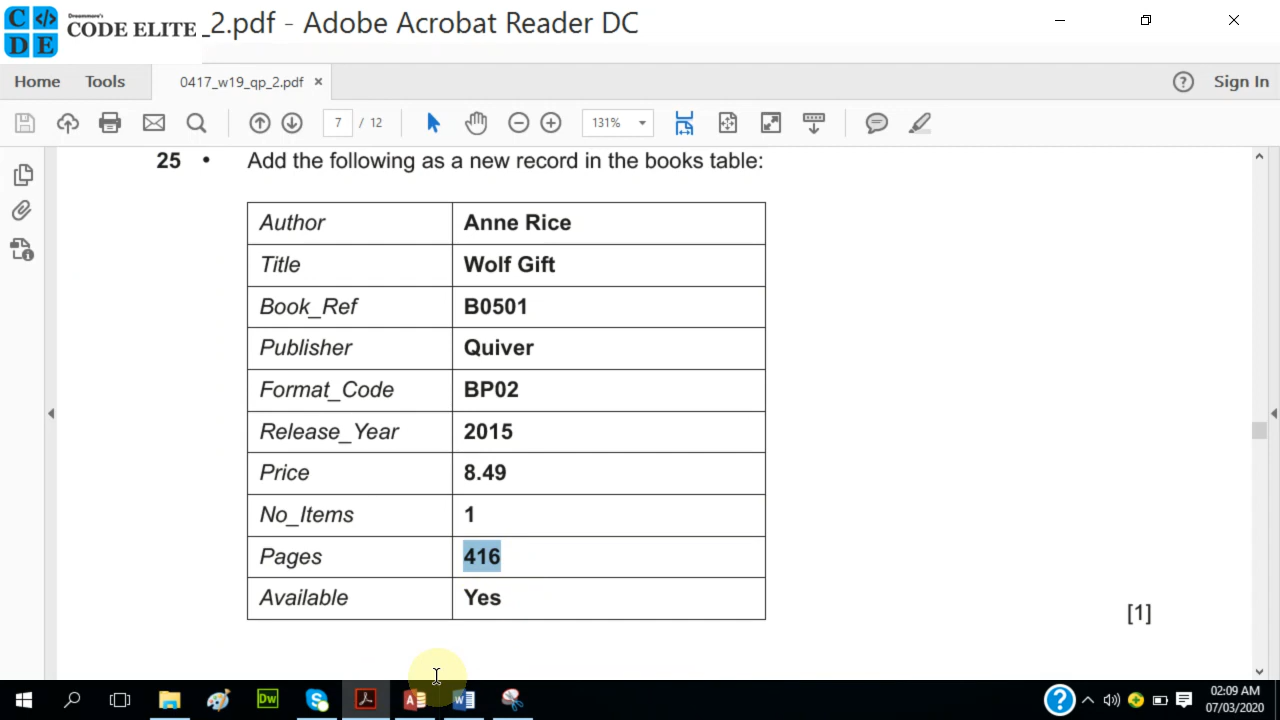 Dreammore's
CODE ELITE
C </>
D E
_2.pdf - Adobe Acrobat Reader DC
Home Tools 0417_w19_qp_2.pdf × ? Sign In
7 / 12 131%
25 • Add the following as a new record in the books table:
Author Anne Rice
Title Wolf Gift
Book_Ref B0501
Publisher Quiver
Format_Code BP02
Release_Year 2015
Price 8.49
No_Items 1
Pages 416
Available Yes
[1]
Dw
02:09 AM
07/03/2020